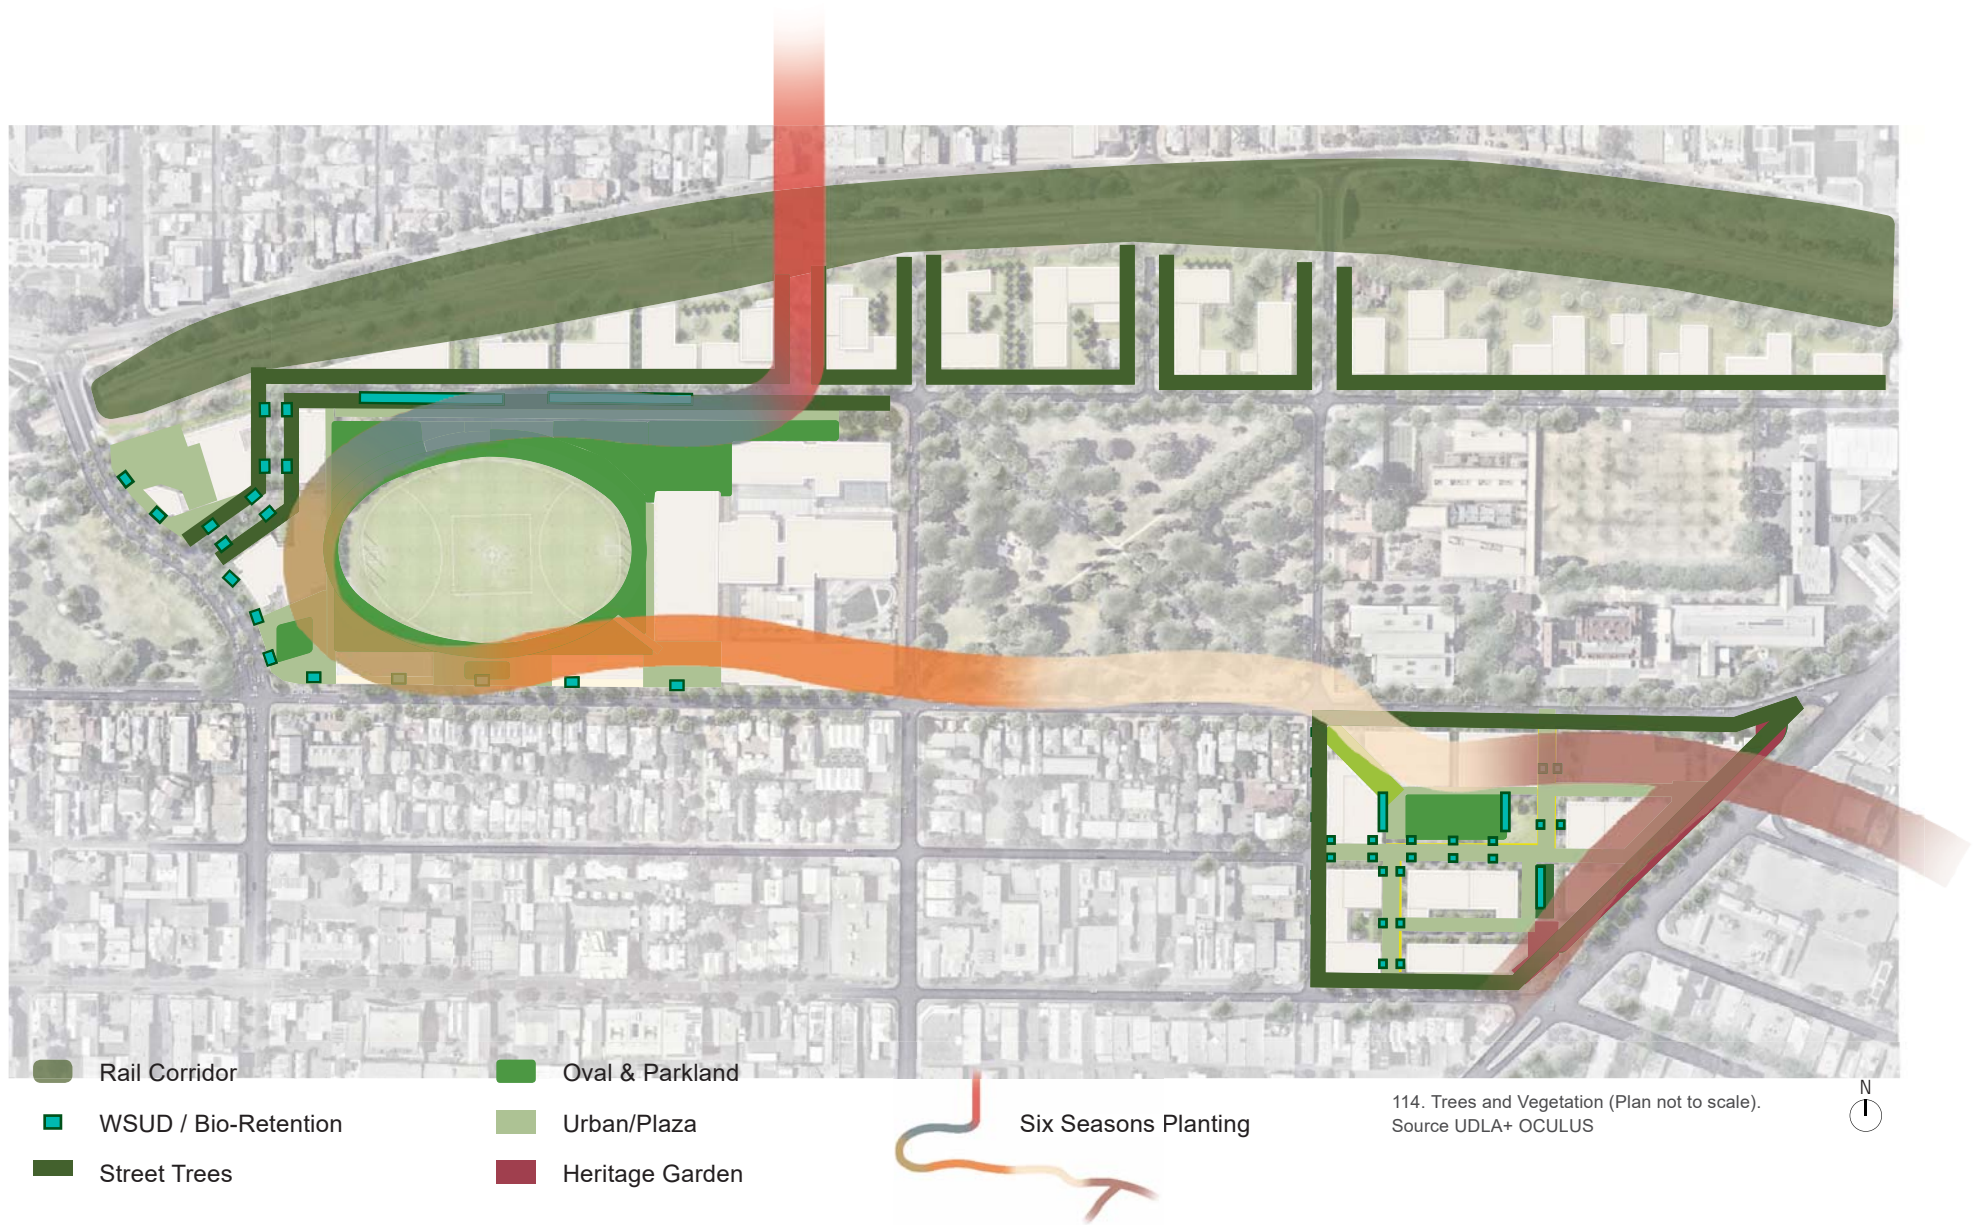 Rail Corridor
WSUD / Bio-Retention
Street Trees
Oval & Parkland
Urban/Plaza
Heritage Garden
Six Seasons Planting
114. Trees and Vegetation (Plan not to scale).
Source UDLA+ OCULUS
N